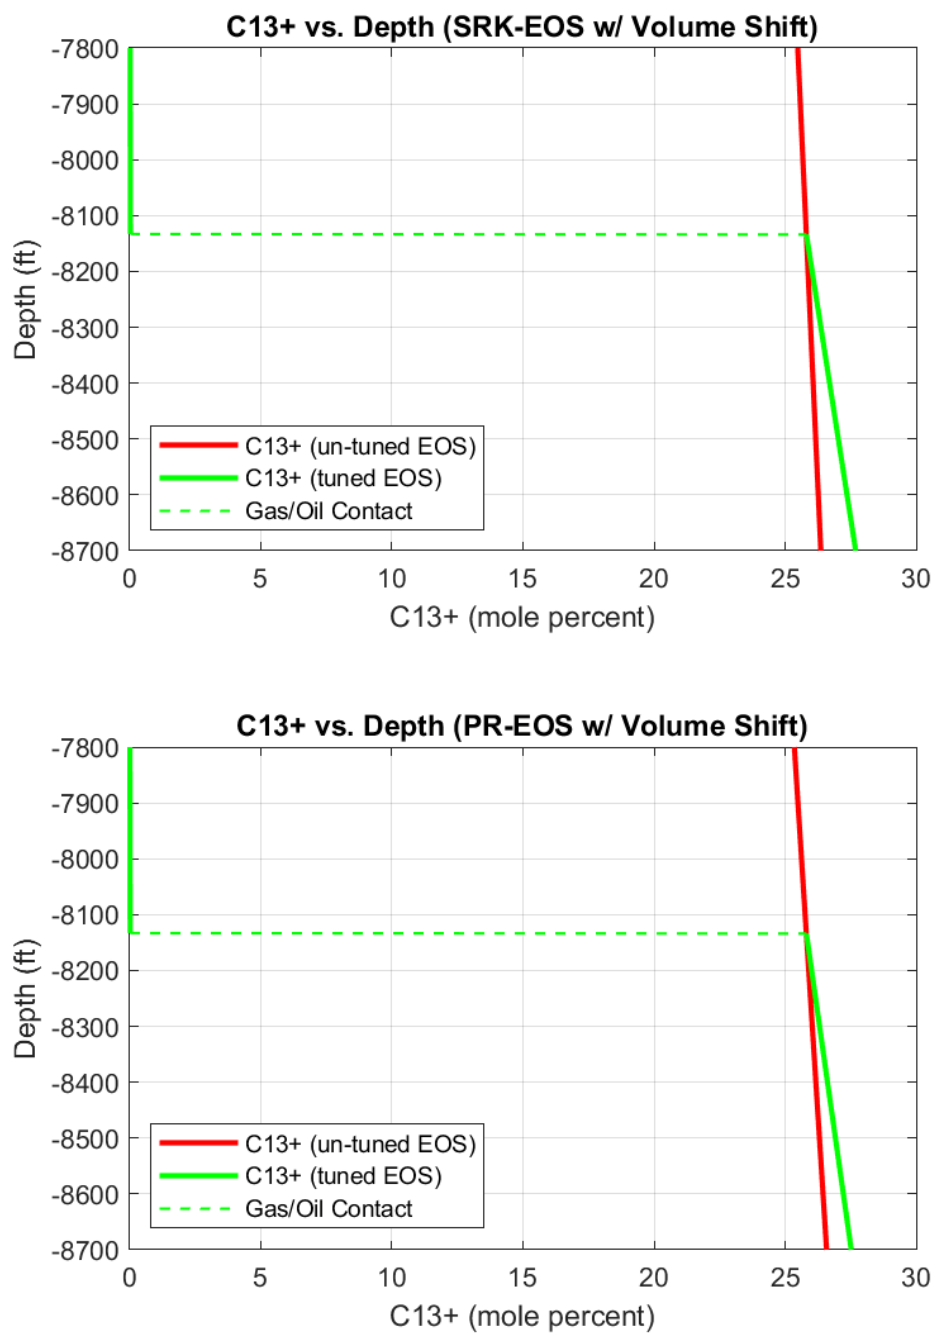 C13+ vs. Depth (SRK-EOS w/ Volume Shift)
-7800
-7900
-8000
-8100
-8200
-8300
-8400
-8500
-8600
-8700
Depth (ft)
C13+ (un-tuned EOS)
C13+ (tuned EOS)
Gas/Oil Contact
0 5 10 15 20 25 30
C13+ (mole percent)
C13+ vs. Depth (PR-EOS w/ Volume Shift)
-7800
-7900
-8000
-8100
-8200
-8300
-8400
-8500
-8600
-8700
Depth (ft)
C13+ (un-tuned EOS)
C13+ (tuned EOS)
Gas/Oil Contact
0 5 10 15 20 25 30
C13+ (mole percent)